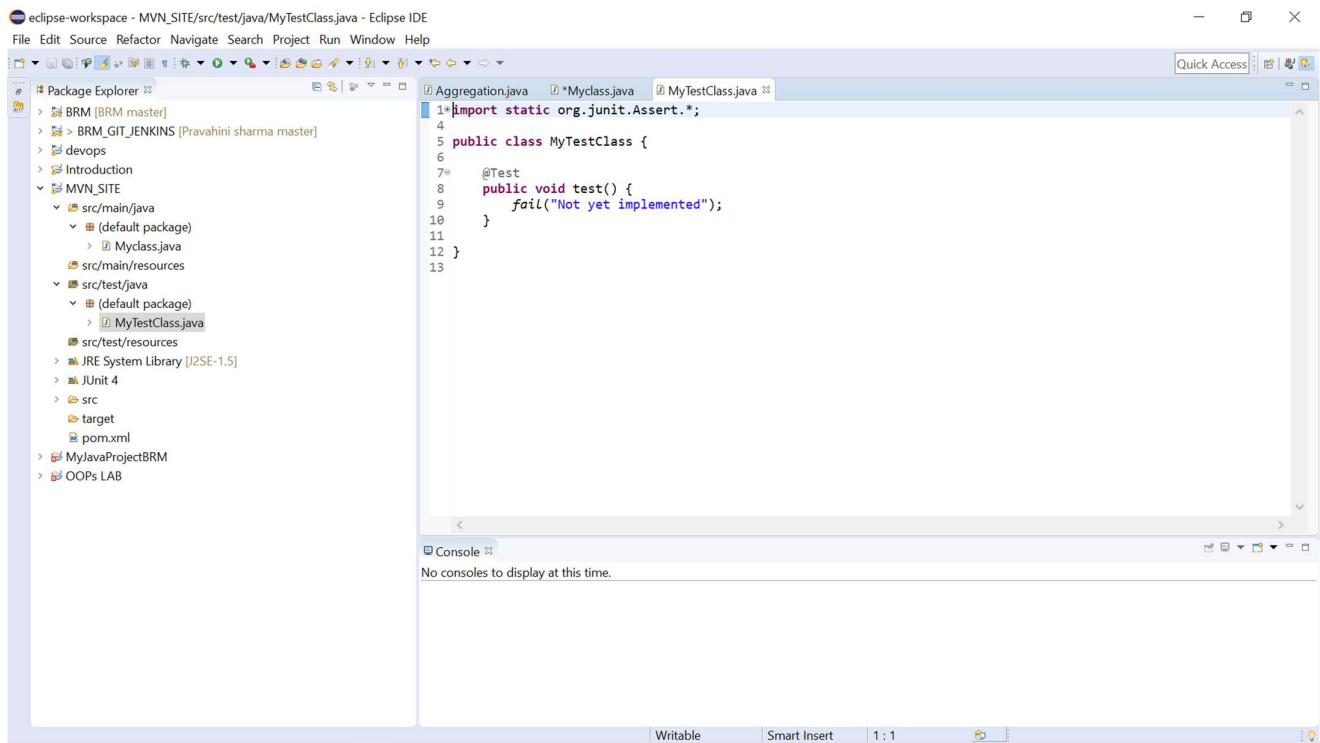 eclipse-workspace - MVN_SITE/src/test/java/MyTestClass.java - Eclipse IDE
File Edit Source Refactor Navigate Search Project Run Window Help
Quick Access
Package Explorer
BRM [BRM master]
> BRM_GIT_JENKINS [Pravahini sharma master]
devops
Introduction
MVN_SITE
src/main/java
(default package)
Myclass.java
src/main/resources
src/test/java
(default package)
MyTestClass.java
src/test/resources
JRE System Library [J2SE-1.5]
JUnit 4
src
target
pom.xml
MyJavaProjectBRM
OOPs LAB
Aggregation.java *Myclass.java MyTestClass.java
1 import static org.junit.Assert.*;
4
5 public class MyTestClass {
6
7 @Test
8 public void test() {
9 fail("Not yet implemented");
10 }
11
12 }
13
Console
No consoles to display at this time.
Writable Smart Insert 1 : 1